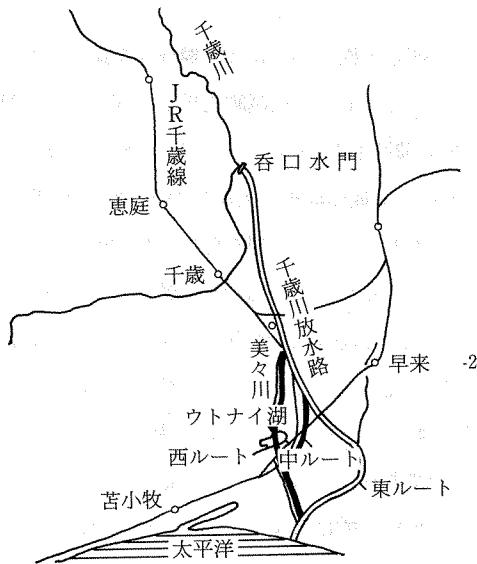 千歳川
JR千歳線
呑口水門
恵庭
千歳
千歳川放水路
美々川
早来
-2
ウトナイ湖
西ルート
中ルート
東ルート
苫小牧
太平洋